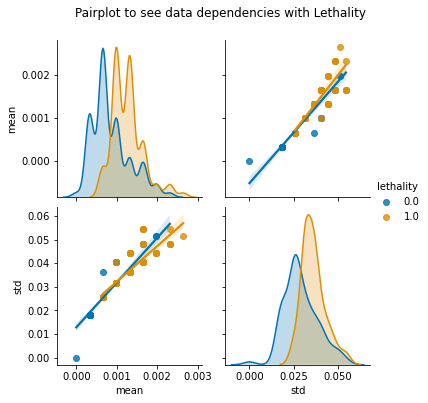 Pairplot to see data dependencies with Lethality
0.002
0.001
0.000
mean
lethality
0.0
1.0
0.06
0.05
0.04
0.03
0.02
0.01
0.00
std
0.000 0.001 0.002 0.003
mean
0.000 0.025 0.050
std